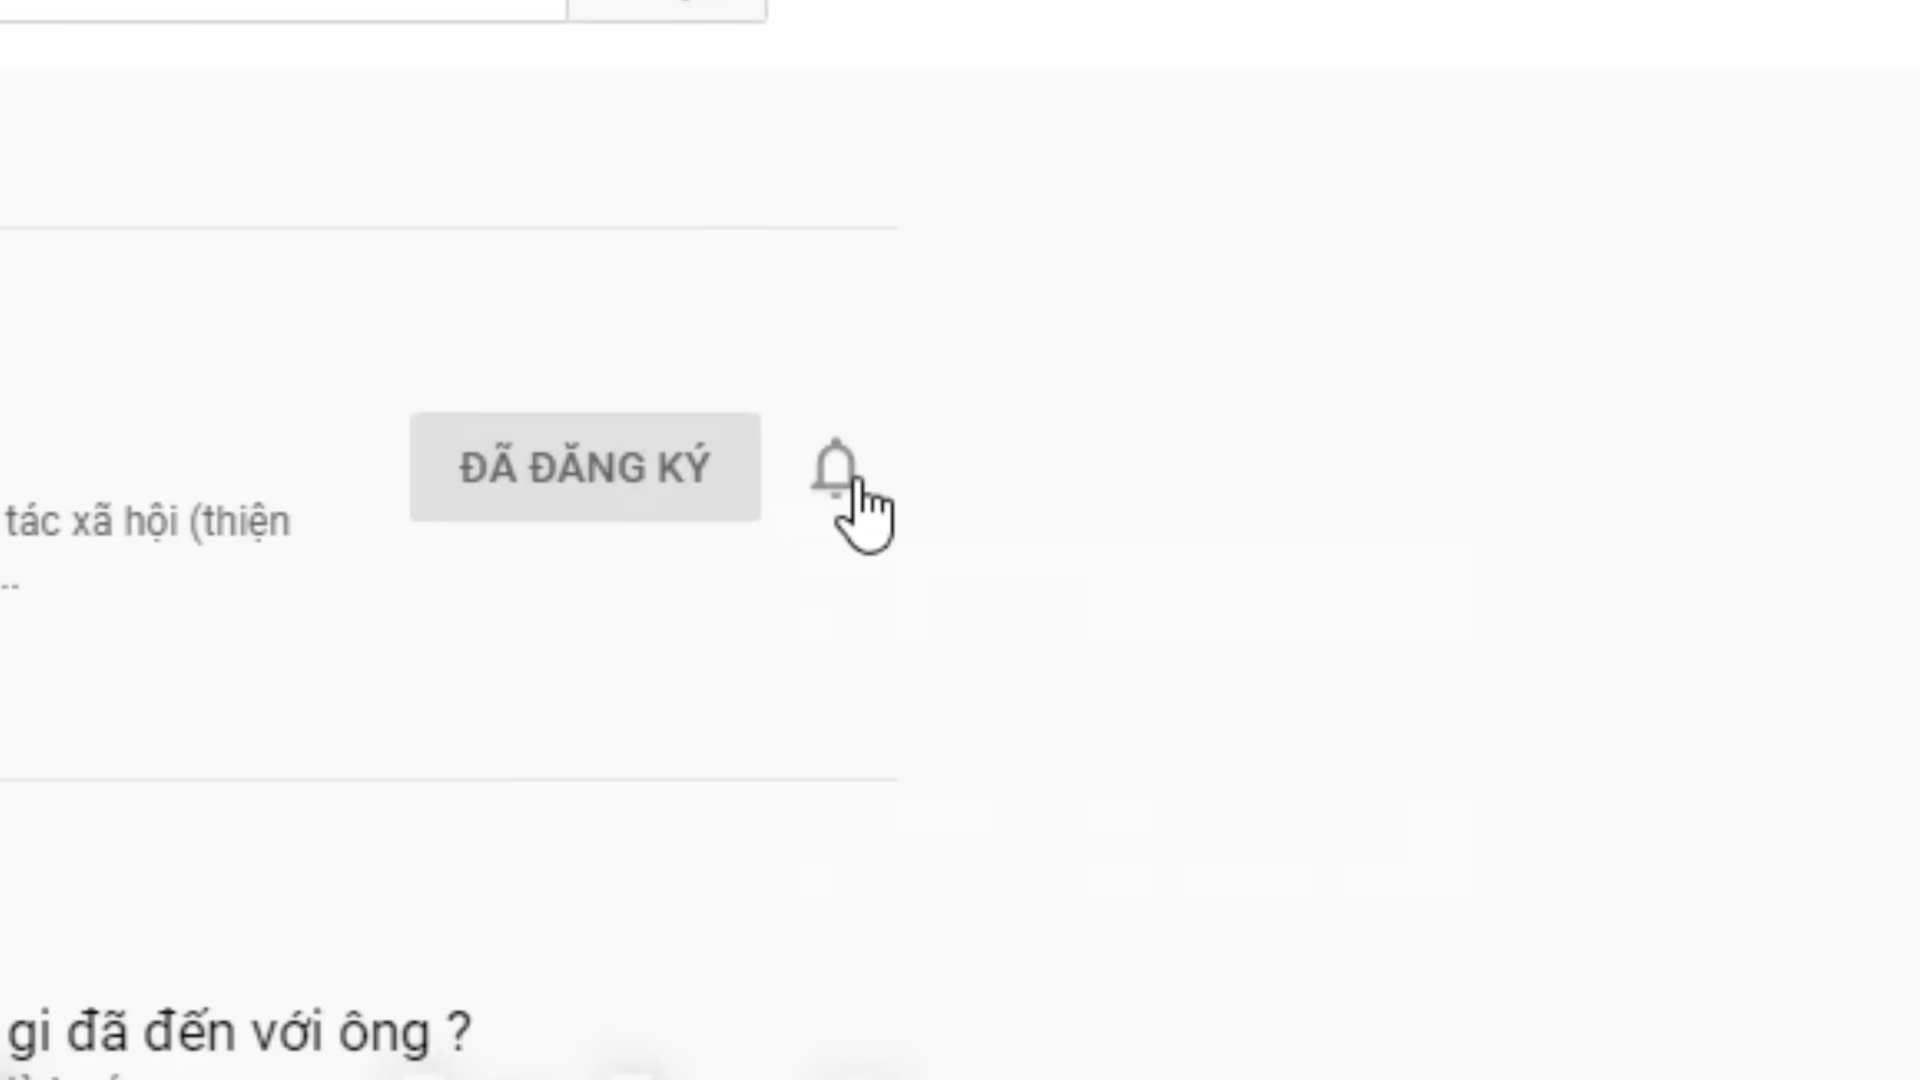 ĐÃ ĐĂNG KÝ
tác xã hội (thiện
...
gi đã đến với ông ?